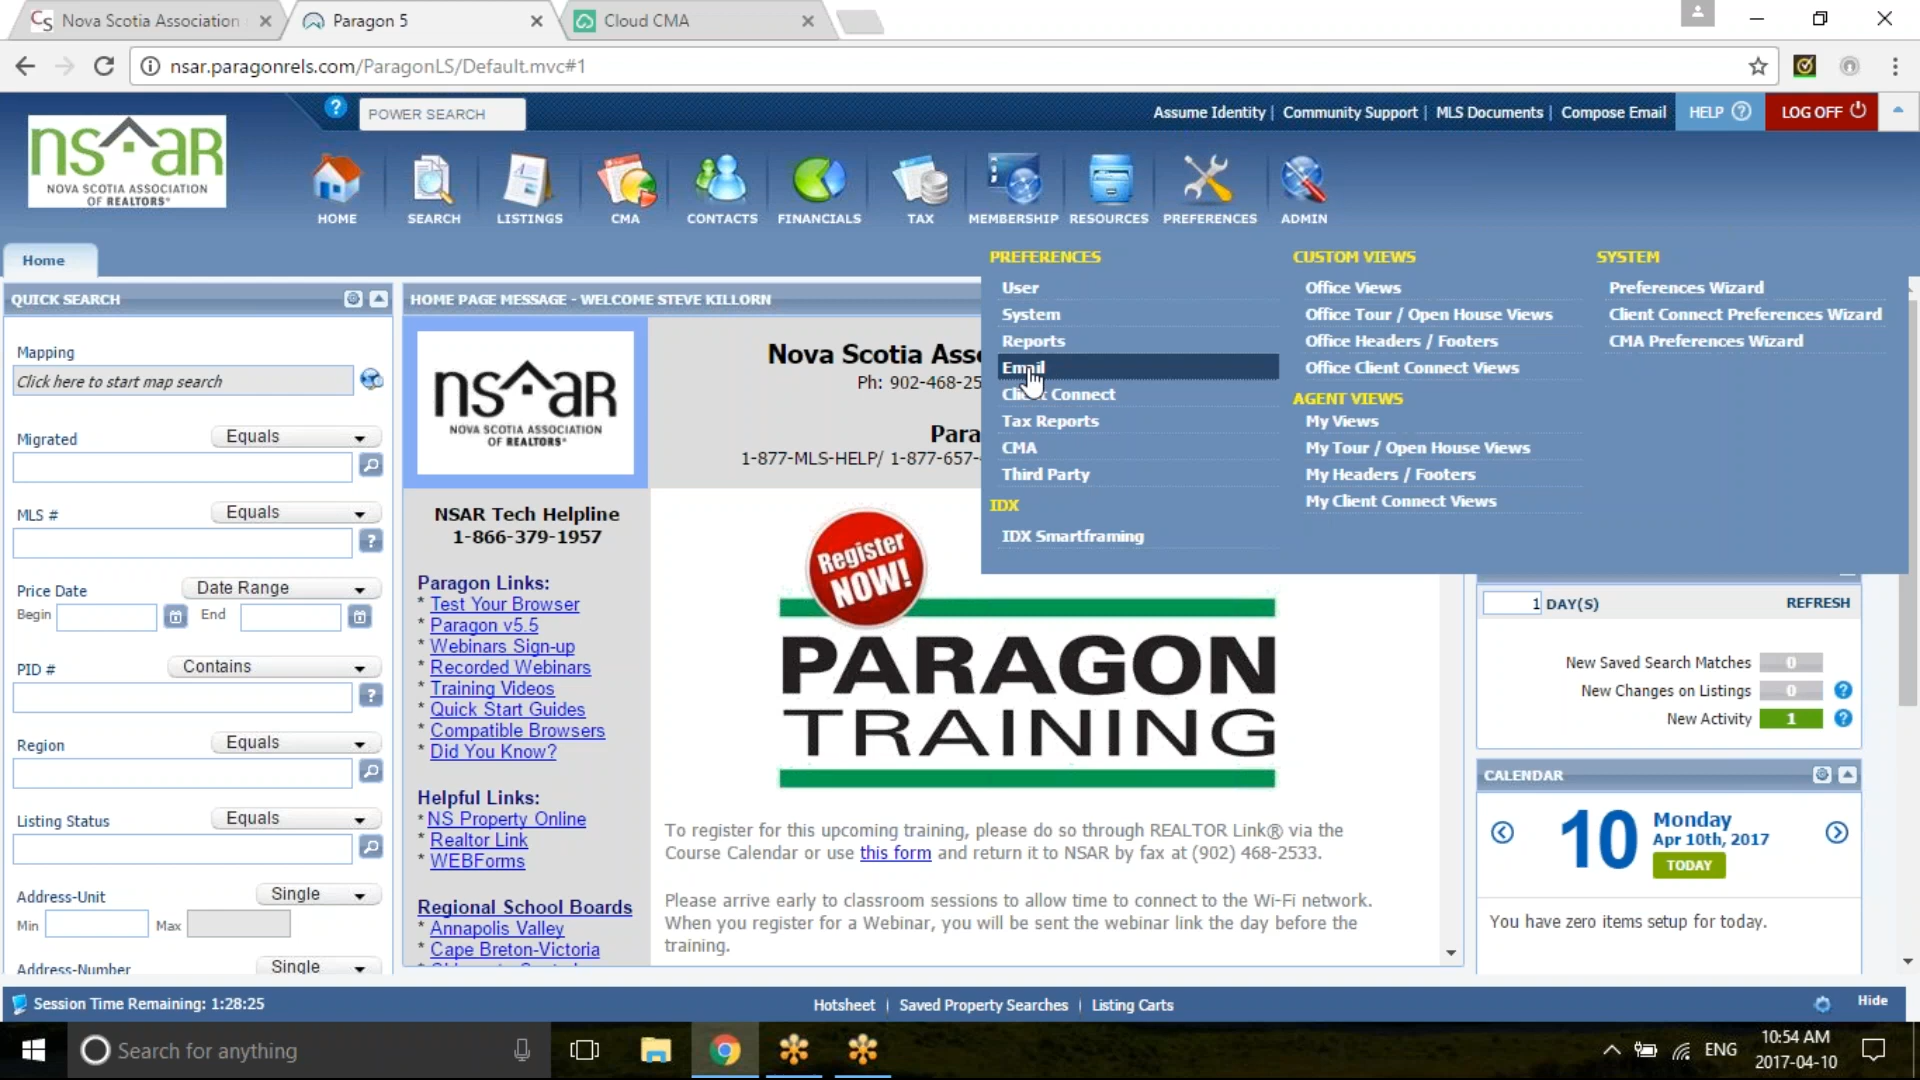 Nova Scotia Association
Paragon 5
Cloud CMA
nsar.paragonrels.com/ParagonLS/Default.mvc#1
POWER SEARCH
Assume Identity | Community Support | MLS Documents | Compose Email
HELP ?
LOG OFF
nsar
NOVA SCOTIA ASSOCIATION
OF REALTORS®
HOME
SEARCH
LISTINGS
CMA
CONTACTS
FINANCIALS
TAX
MEMBERSHIP
RESOURCES
PREFERENCES
ADMIN
Home
PREFERENCES
User
System
Reports
Email
Connect
Tax Reports
CMA
Third Party
IDX
IDX Smartframing
CUSTOM VIEWS
Office Views
Office Tour / Open House Views
Office Headers / Footers
Office Client Connect Views
AGENT VIEWS
My Views
My Tour / Open House Views
My Headers / Footers
My Client Connect Views
SYSTEM
Preferences Wizard
Client Connect Preferences Wizard
CMA Preferences Wizard
QUICK SEARCH
Mapping
Click here to start map search
Migrated
Equals
MLS #
Equals
Price Date
Date Range
Begin
End
PID #
Contains
Region
Equals
Listing Status
Equals
Address-Unit
Single
Min
Max
Address-Number
Single
HOME PAGE MESSAGE - WELCOME STEVE KILLORN
nsar
NOVA SCOTIA ASSOCIATION
OF REALTORS®
Nova Scotia Ass
Ph: 902-468-25
Para
1-877-MLS-HELP/ 1-877-657-
NSAR Tech Helpline
1-866-379-1957
Paragon Links:
* Test Your Browser
* Paragon v5.5
* Webinars Sign-up
* Recorded Webinars
* Training Videos
* Quick Start Guides
* Compatible Browsers
* Did You Know?
Helpful Links:
* NS Property Online
* Realtor Link
* WEBForms
Regional School Boards
* Annapolis Valley
* Cape Breton-Victoria
Register
NOW!
PARAGON
TRAINING
To register for this upcoming training, please do so through REALTOR Link® via the
Course Calendar or use this form and return it to NSAR by fax at (902) 468-2533.
Please arrive early to classroom sessions to allow time to connect to the Wi-Fi network.
When you register for a Webinar, you will be sent the webinar link the day before the
training.
1 DAY(S)
REFRESH
New Saved Search Matches 0
New Changes on Listings 0
New Activity 1
CALENDAR
10
Monday
Apr 10th, 2017
TODAY
You have zero items setup for today.
Session Time Remaining: 1:28:25
Hotsheet | Saved Property Searches | Listing Carts
Hide
Search for anything
ENG
10:54 AM
2017-04-10